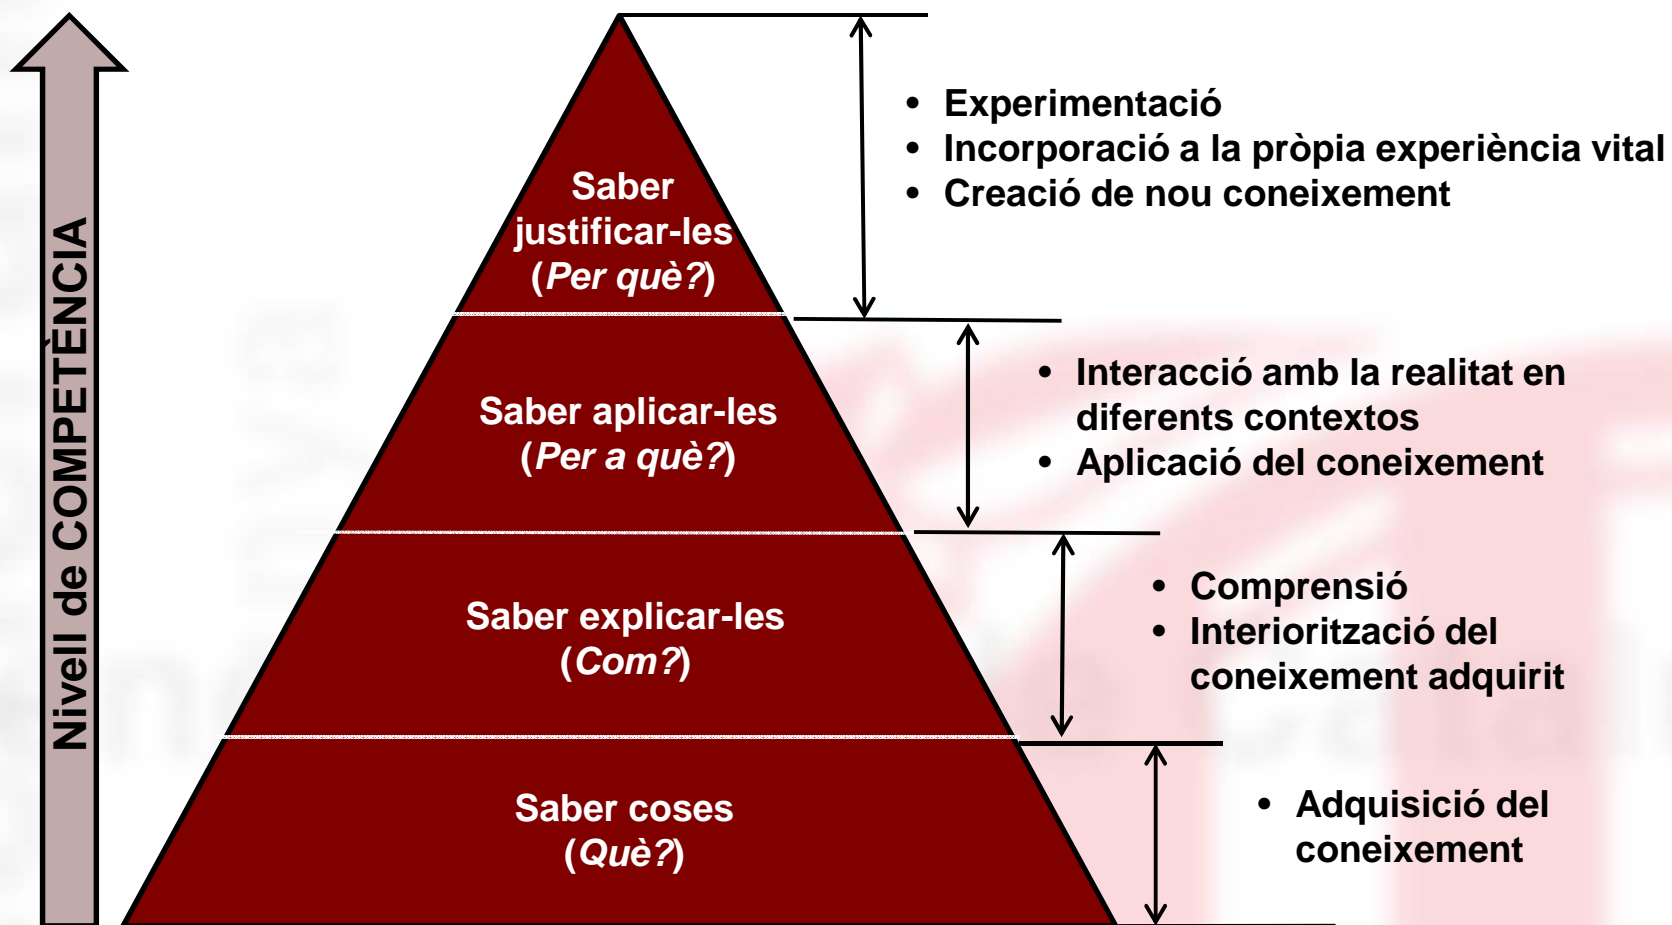 Nivell de COMPETÈNCIA
Saber
justificar-les
(Per què?)
• Experimentació
• Incorporació a la pròpia experiència vital
• Creació de nou coneixement
Saber aplicar-les
(Per a què?)
• Interacció amb la realitat en
diferents contextos
• Aplicació del coneixement
Saber explicar-les
(Com?)
• Comprensió
• Interiorització del
coneixement adquirit
Saber coses
(Què?)
• Adquisició del
coneixement